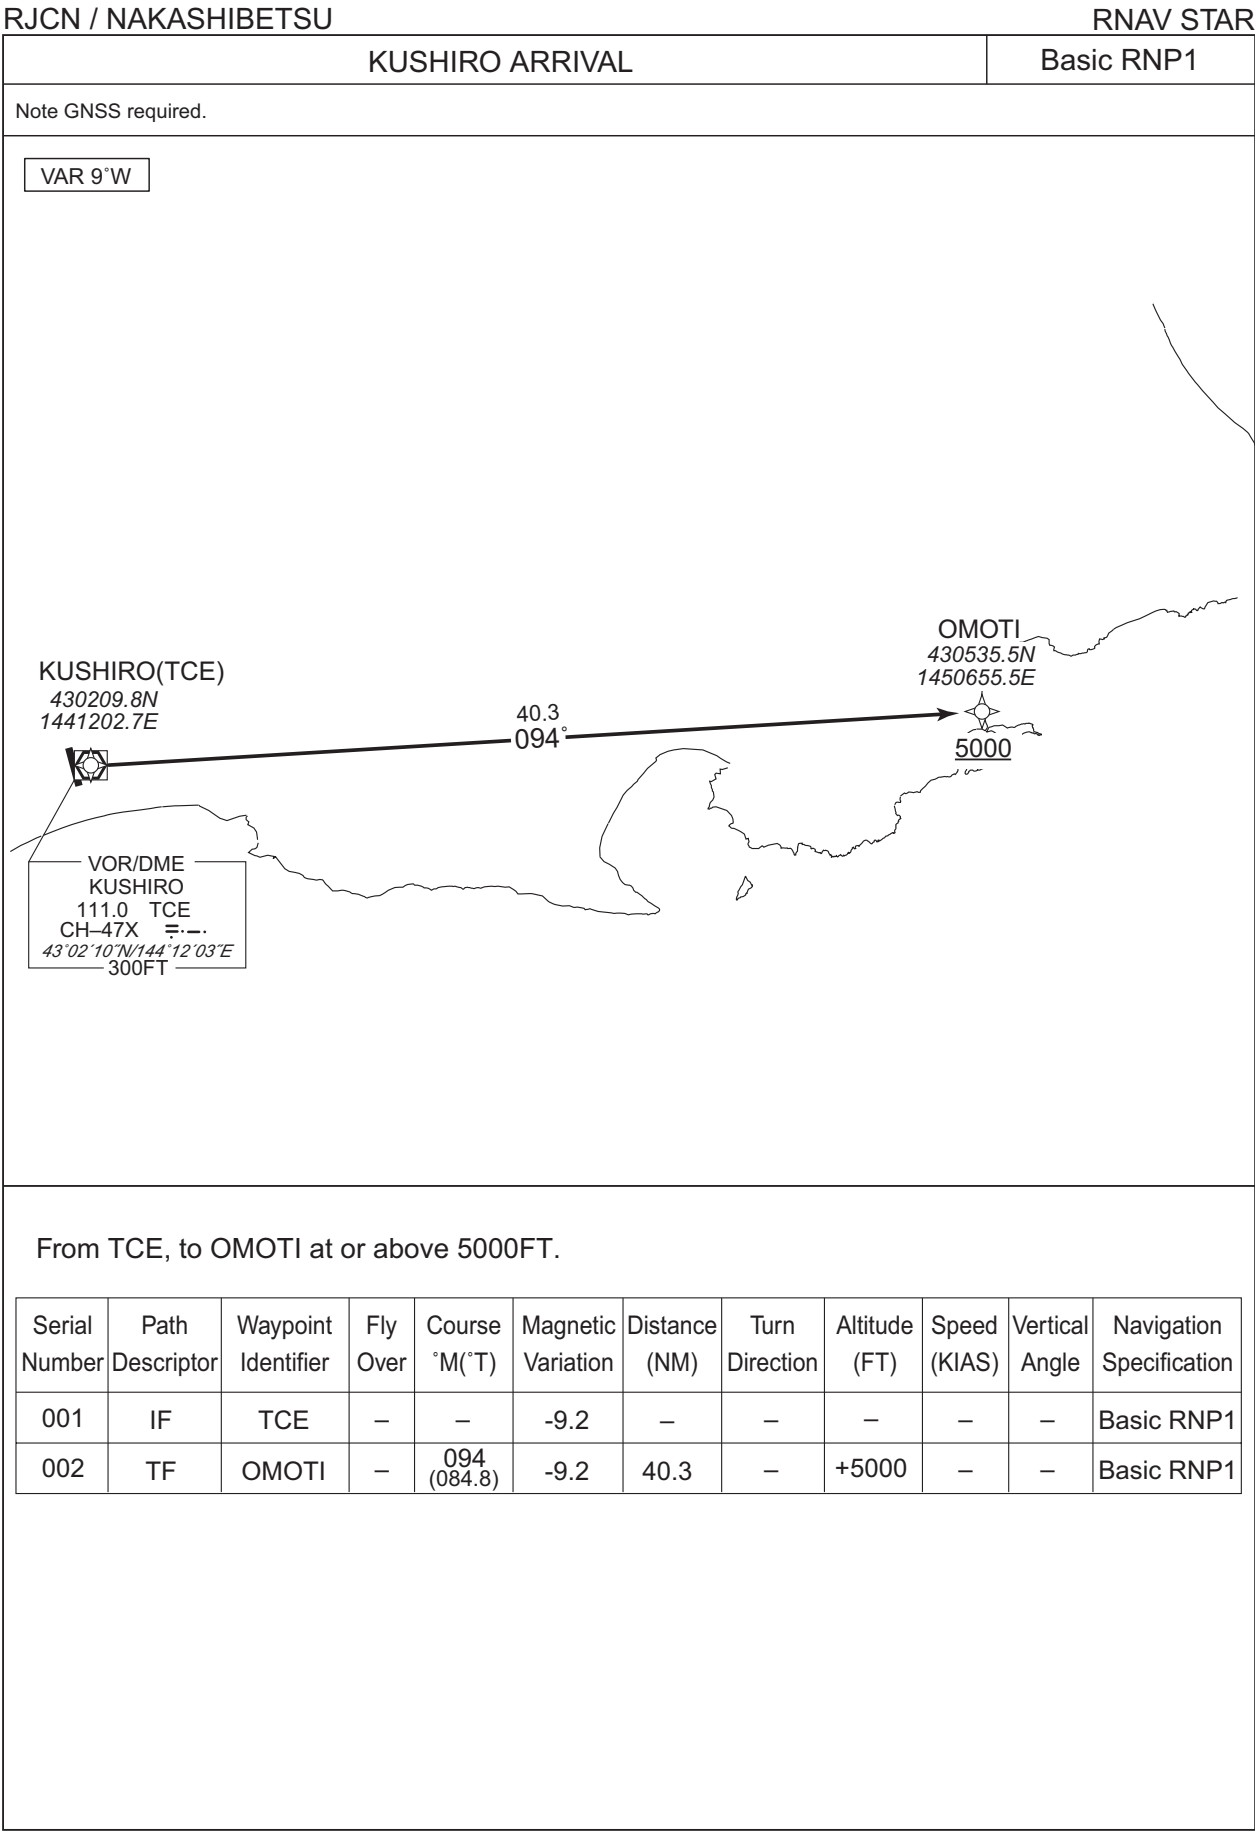 RJCN / NAKASHIBETSU RNAV STAR
KUSHIRO ARRIVAL Basic RNP1
Note GNSS required.
VAR 9˚W
OMOTI
430535.5N
1450655.5E
5000
KUSHIRO(TCE)
430209.8N
1441202.7E
40.3
094˚
VOR/DME
KUSHIRO
111.0 TCE
CH–47X
43˚02´10˝N/144˚12´03˝E
300FT
From TCE, to OMOTI at or above 5000FT.
Serial Path Waypoint Fly Course Magnetic Distance Turn Altitude Speed Vertical Navigation
Number Descriptor Identifier Over ˚M(˚T) Variation (NM) Direction (FT) (KIAS) Angle Specification
001 IF TCE – – -9.2 – – – – – Basic RNP1
002 TF OMOTI – 094 (084.8) -9.2 40.3 – +5000 – – Basic RNP1